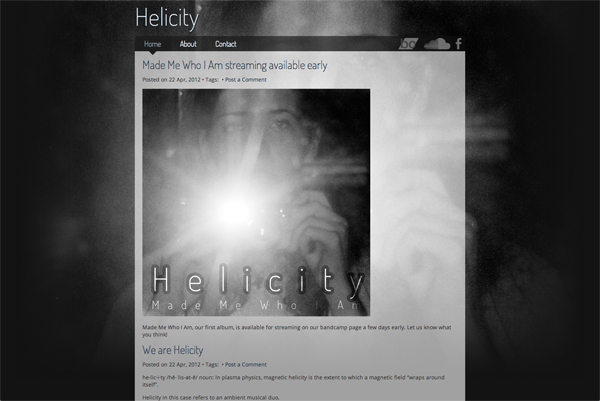 Helicity
Home About Contact bc f
Made Me Who I Am streaming available early
Posted on 22 Apr, 2012 • Tags: • Post a Comment
Helicity
Made Me Who I Am
Made Me Who I Am, our first album, is available for streaming on our bandcamp page a few days early. Let us know what
you think!
We are Helicity
Posted on 22 Apr, 2012 • Tags: • Post a Comment
he·lic·i·ty /hē-ˈlis-ət-ē/ noun: In plasma physics, magnetic helicity is the extent to which a magnetic field "wraps around
itself".
Helicity in this case refers to an ambient musical duo.